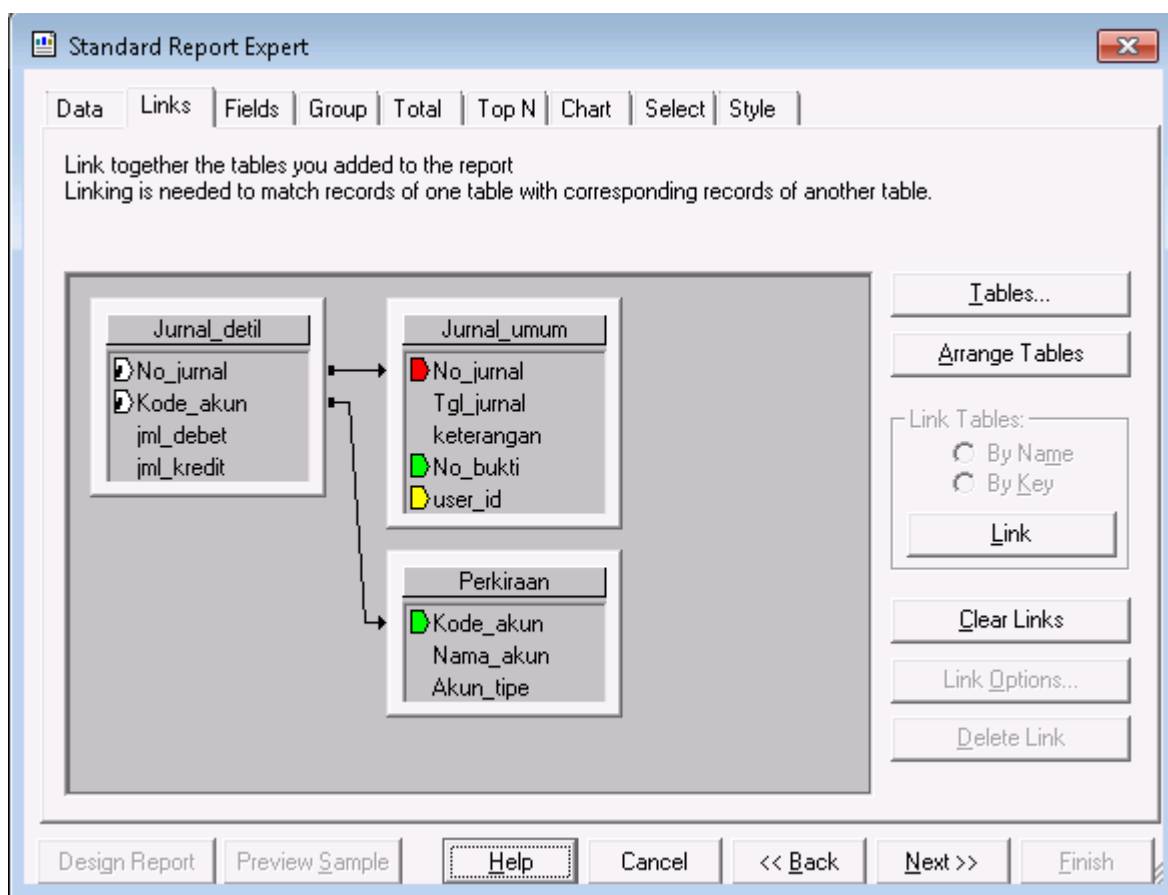 Standard Report Expert
Data Links Fields Group Total Top N Chart Select Style
Link together the tables you added to the report
Linking is needed to match records of one table with corresponding records of another table.
Jurnal_detil
No_jurnal
Kode_akun
jml_debet
jml_kredit
Jurnal_umum
No_jurnal
Tgl_jurnal
keterangan
No_bukti
user_id
Perkiraan
Kode_akun
Nama_akun
Akun_tipe
Tables...
Arrange Tables
Link Tables:
By Name
By Key
Link
Clear Links
Link Options...
Delete Link
Design Report Preview Sample Help Cancel << Back Next >> Finish